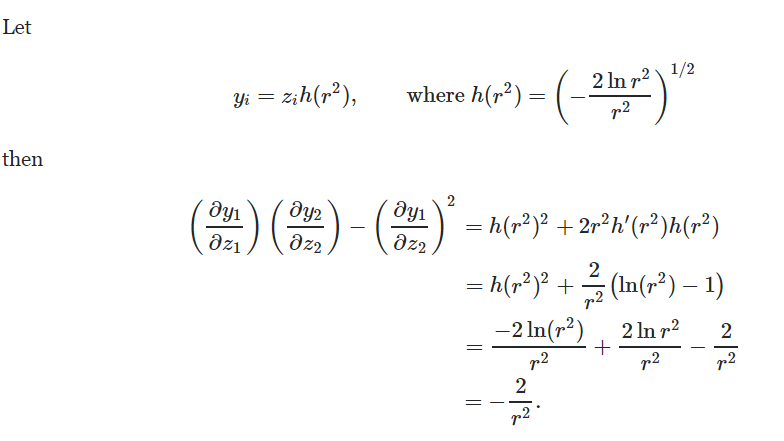 Let
$y_i = z_i h(r^2), \qquad \text{where } h(r^2) = \left(-\frac{2 \ln r^2}{r^2}\right)^{1/2}$
then
$\left(\frac{\partial y_1}{\partial z_1}\right)\left(\frac{\partial y_2}{\partial z_2}\right) - \left(\frac{\partial y_1}{\partial z_2}\right)^2 = h(r^2)^2 + 2r^2 h'(r^2) h(r^2)$
$= h(r^2)^2 + \frac{2}{r^2}\left(\ln(r^2) - 1\right)$
$= \frac{-2 \ln(r^2)}{r^2} + \frac{2 \ln r^2}{r^2} - \frac{2}{r^2}$
$= -\frac{2}{r^2}.$